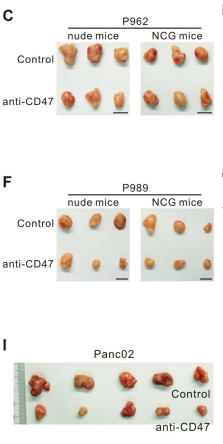 C
P962
nude mice NCG mice
Control
anti-CD47
F
P989
nude mice NCG mice
Control
anti-CD47
I
Panc02
Control
anti-CD47